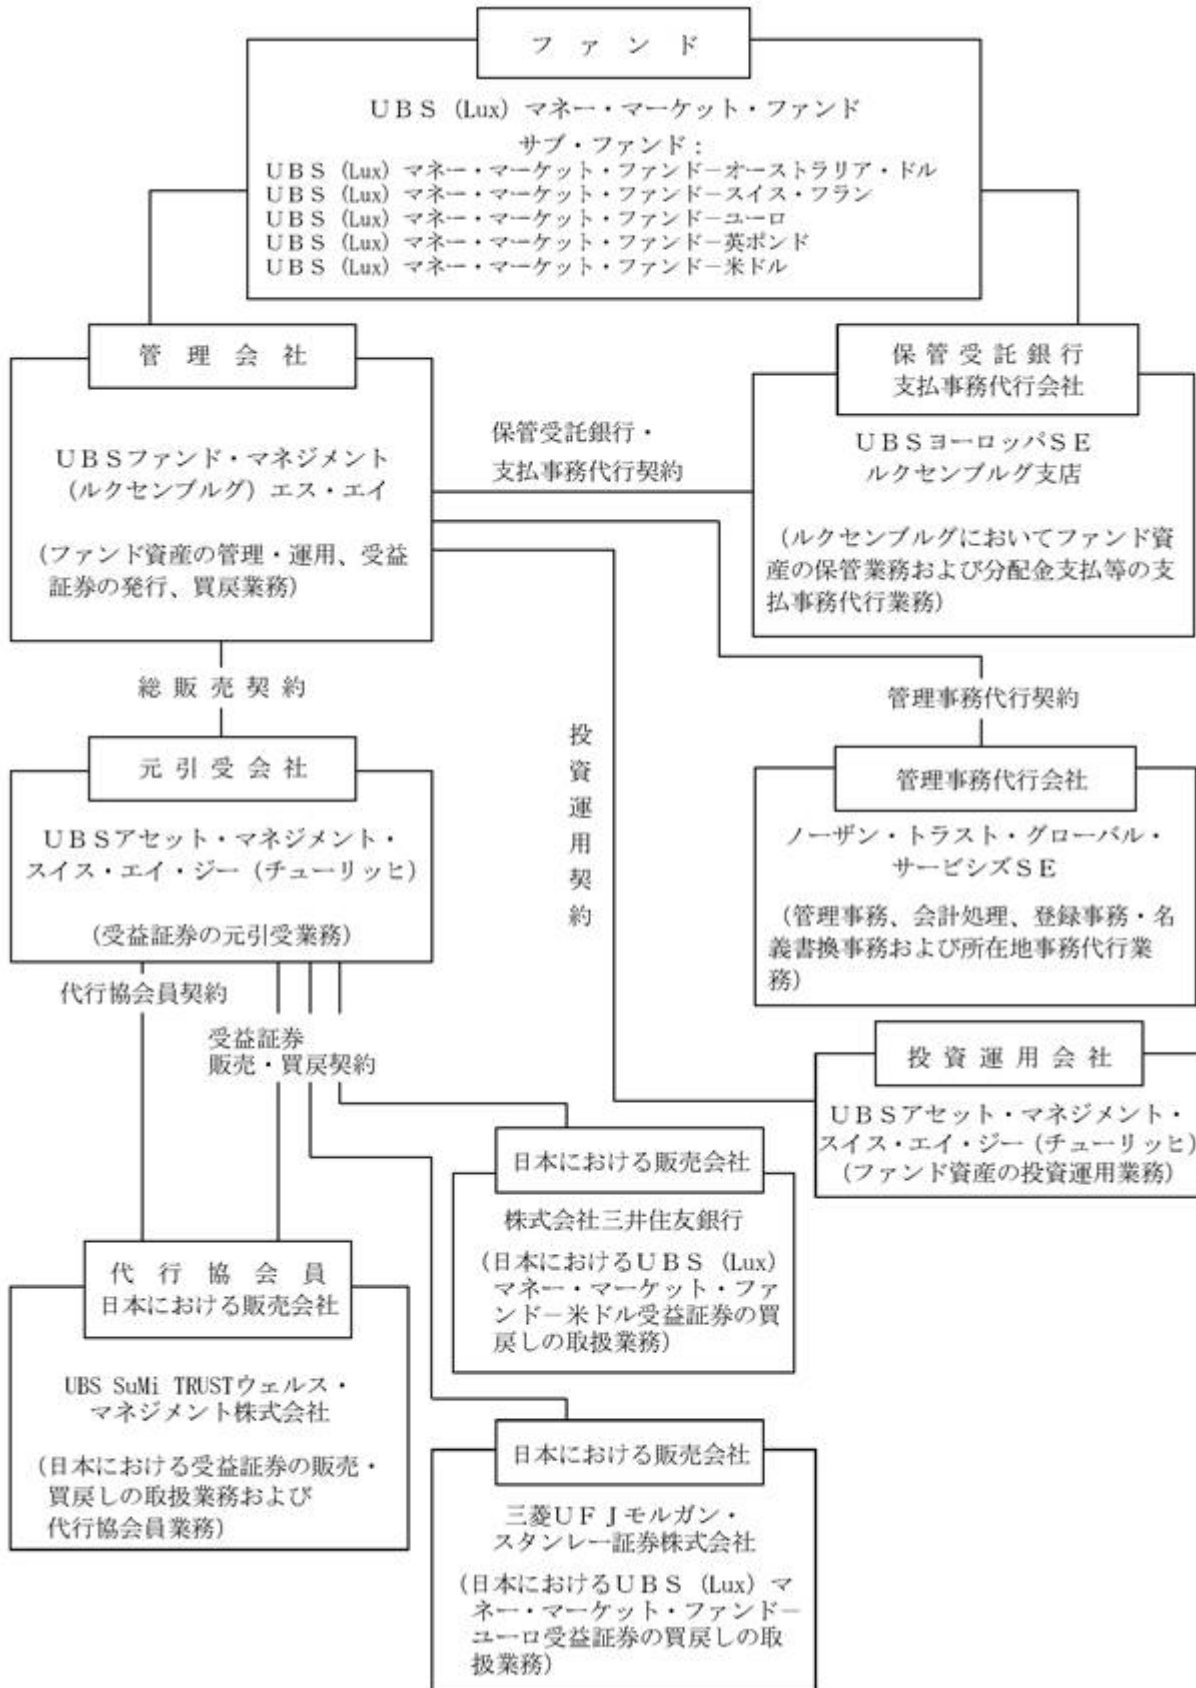 ファンド
ＵＢＳ (Lux) マネー・マーケット・ファンド
サブ・ファンド：
ＵＢＳ (Lux) マネー・マーケット・ファンド－オーストラリア・ドル
ＵＢＳ (Lux) マネー・マーケット・ファンド－スイス・フラン
ＵＢＳ (Lux) マネー・マーケット・ファンド－ユーロ
ＵＢＳ (Lux) マネー・マーケット・ファンド－英ポンド
ＵＢＳ (Lux) マネー・マーケット・ファンド－米ドル
管理会社
ＵＢＳファンド・マネジメント
（ルクセンブルグ）エス・エイ
（ファンド資産の管理・運用、受益
証券の発行、買戻業務）
保管受託銀行・
支払事務代行契約
保管受託銀行
支払事務代行会社
ＵＢＳヨーロッパＳＥ
ルクセンブルグ支店
（ルクセンブルグにおいてファンド資
産の保管業務および分配金支払等の支
払事務代行業務）
総販売契約
投資運用契約
管理事務代行契約
元引受会社
ＵＢＳアセット・マネジメント・
スイス・エイ・ジー（チューリッヒ）
（受益証券の元引受業務）
管理事務代行会社
ノーザン・トラスト・グローバル・
サービシズＳＥ
（管理事務、会計処理、登録事務・名
義書換事務および所在地事務代行業
務）
代行協会員契約
受益証券
販売・買戻契約
投資運用会社
ＵＢＳアセット・マネジメント・
スイス・エイ・ジー（チューリッヒ）
（ファンド資産の投資運用業務）
日本における販売会社
株式会社三井住友銀行
（日本におけるＵＢＳ (Lux)
マネー・マーケット・ファ
ンド－米ドル受益証券の買
戻しの取扱業務）
代行協会員
日本における販売会社
UBS SuMi TRUSTウェルス・
マネジメント株式会社
（日本における受益証券の販売・
買戻しの取扱業務および
代行協会員業務）
日本における販売会社
三菱ＵＦＪモルガン・
スタンレー証券株式会社
（日本におけるＵＢＳ (Lux) マ
ネー・マーケット・ファンド－
ユーロ受益証券の買戻しの取
扱業務）